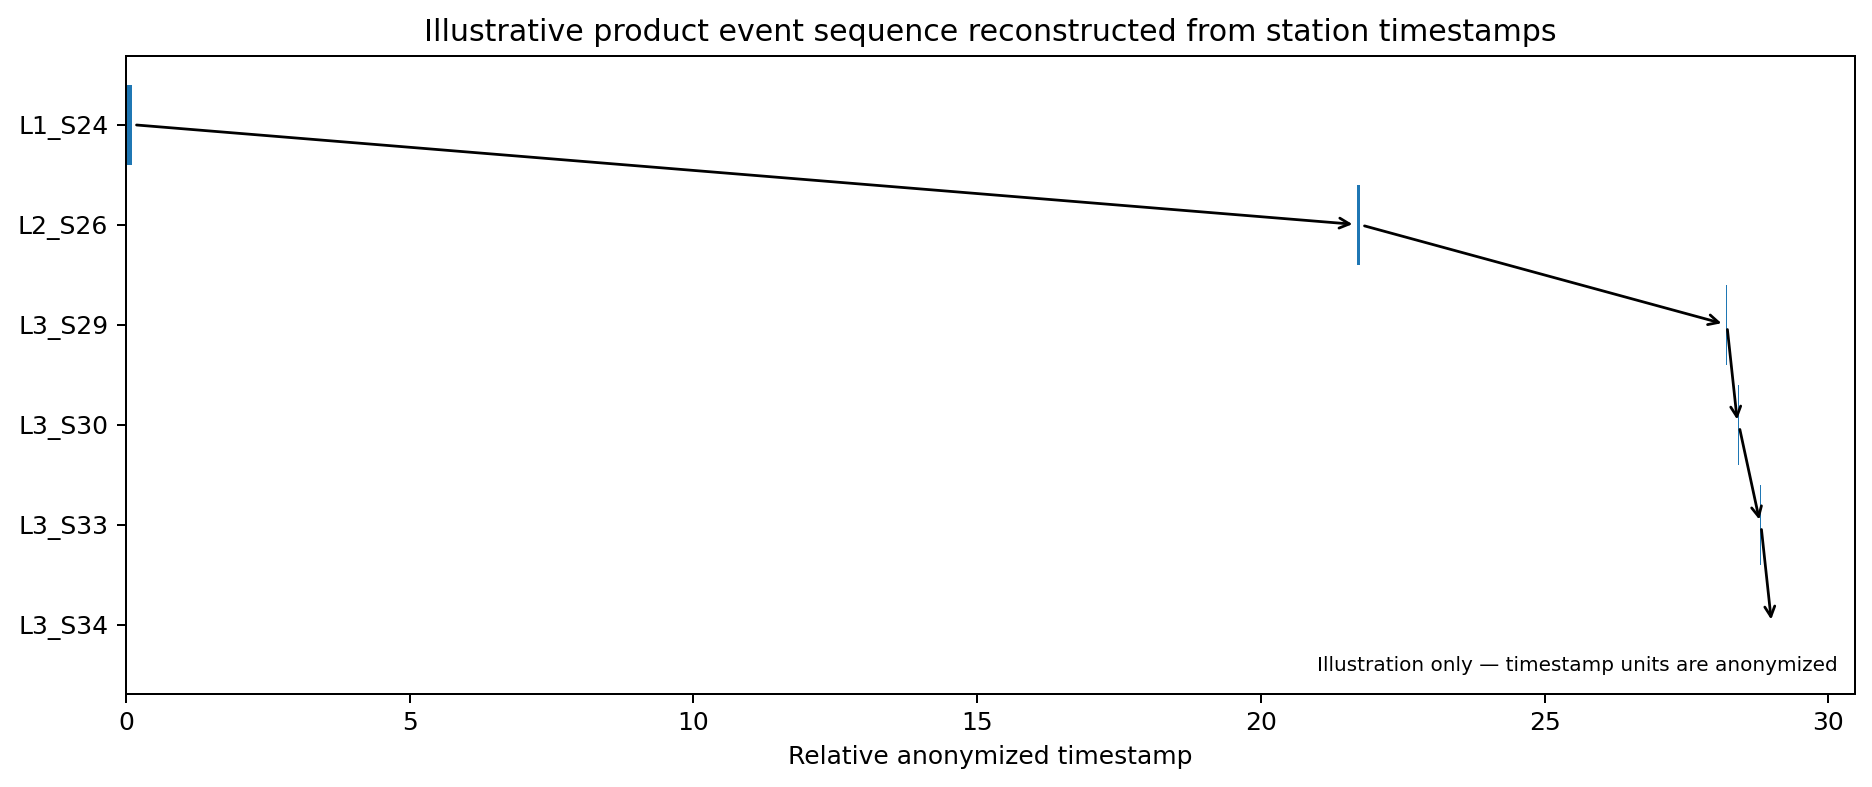 Illustrative product event sequence reconstructed from station timestamps
L1_S24
L2_S26
L3_S29
L3_S30
L3_S33
L3_S34
Illustration only — timestamp units are anonymized
0 5 10 15 20 25 30
Relative anonymized timestamp